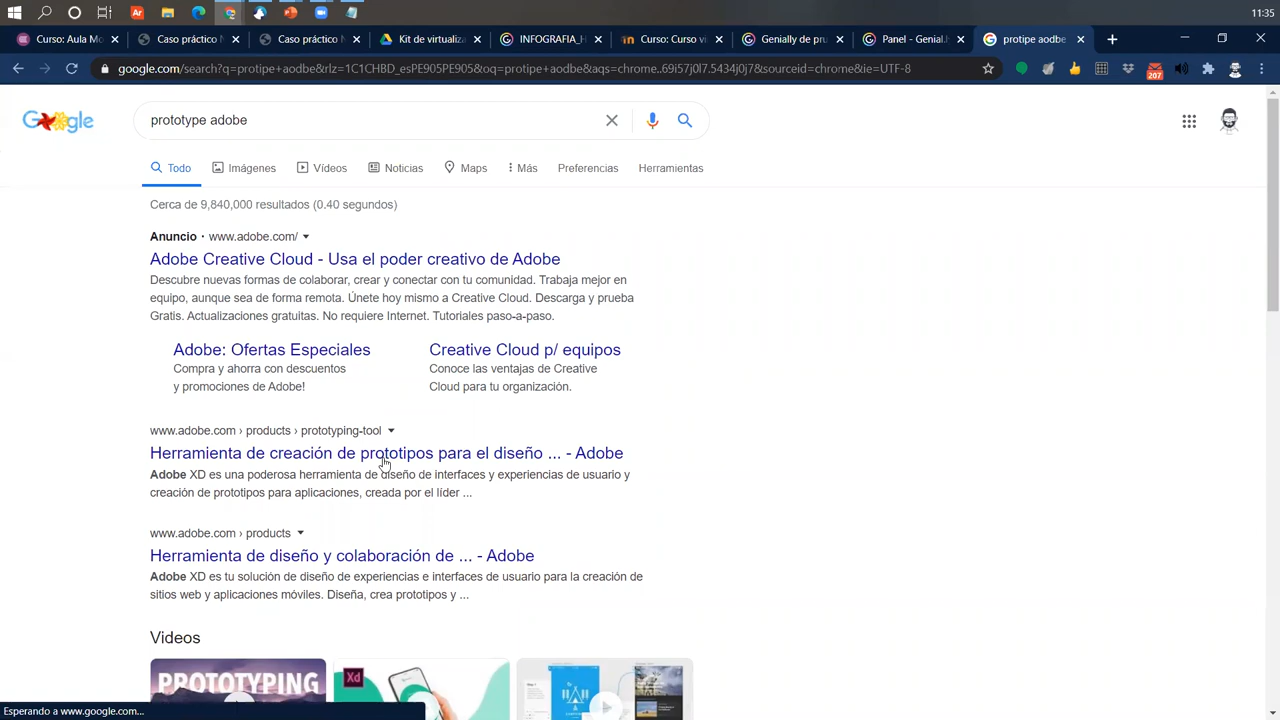 11:35
Curso: Aula Mo
Caso práctico N
Caso práctico N
Kit de virtualiza
INFOGRAFIA_H
Curso: Curso vi
Genially de pru
Panel - Genial.l
protipe aodbe
google.com/search?q=protipe+aodbe&rlz=1C1CHBD_esPE905PE905&oq=protipe+aodbe&aqs=chrome..69i57j0l7.5434j0j7&sourceid=chrome&ie=UTF-8
207
Google
prototype adobe
Todo Imágenes Vídeos Noticias Maps Más Preferencias Herramientas
Cerca de 9,840,000 resultados (0.40 segundos)
Anuncio · www.adobe.com/
Adobe Creative Cloud - Usa el poder creativo de Adobe
Descubre nuevas formas de colaborar, crear y conectar con tu comunidad. Trabaja mejor en
equipo, aunque sea de forma remota. Únete hoy mismo a Creative Cloud. Descarga y prueba
Gratis. Actualizaciones gratuitas. No requiere Internet. Tutoriales paso-a-paso.
Adobe: Ofertas Especiales
Compra y ahorra con descuentos
y promociones de Adobe!
Creative Cloud p/ equipos
Conoce las ventajas de Creative
Cloud para tu organización.
www.adobe.com › products › prototyping-tool
Herramienta de creación de prototipos para el diseño ... - Adobe
Adobe XD es una poderosa herramienta de diseño de interfaces y experiencias de usuario y
creación de prototipos para aplicaciones, creada por el líder ...
www.adobe.com › products
Herramienta de diseño y colaboración de ... - Adobe
Adobe XD es tu solución de diseño de experiencias e interfaces de usuario para la creación de
sitios web y aplicaciones móviles. Diseña, crea prototipos y ...
Videos
PROTOTYPING
Xd
Esperando a www.google.com...